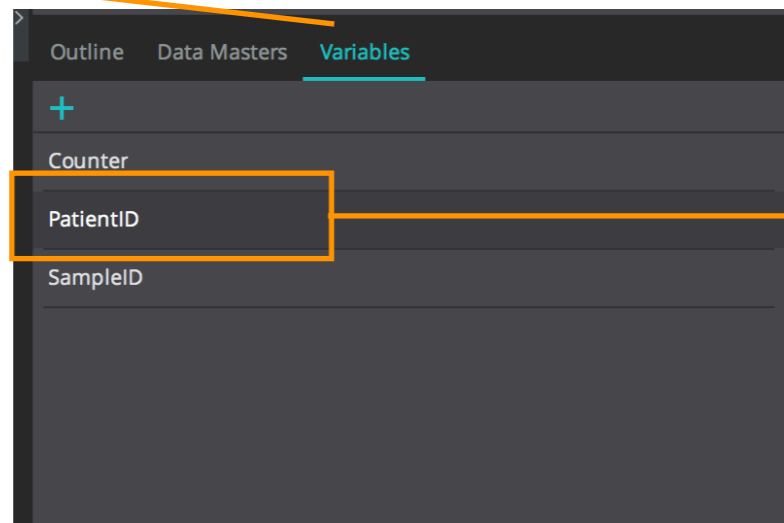 Outline Data Masters Variables
+
Counter
PatientID
SampleID